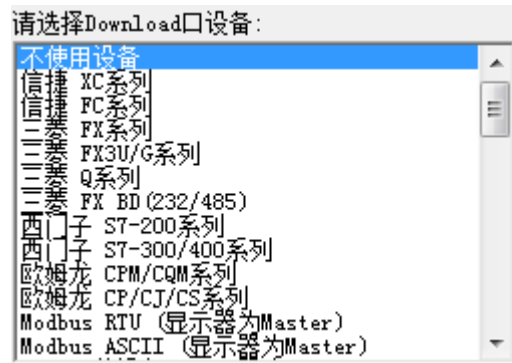 请选择Download口设备:
不使用设备
信捷 XC系列
信捷 FC系列
三菱 FX系列
三菱 FX3U/G系列
三菱 Q系列
三菱 FX BD(232/485)
西门子 S7-200系列
西门子 S7-300/400系列
欧姆龙 CPM/CQM系列
欧姆龙 CP/CJ/CS系列
Modbus RTU (显示器为Master)
Modbus ASCII (显示器为Master)